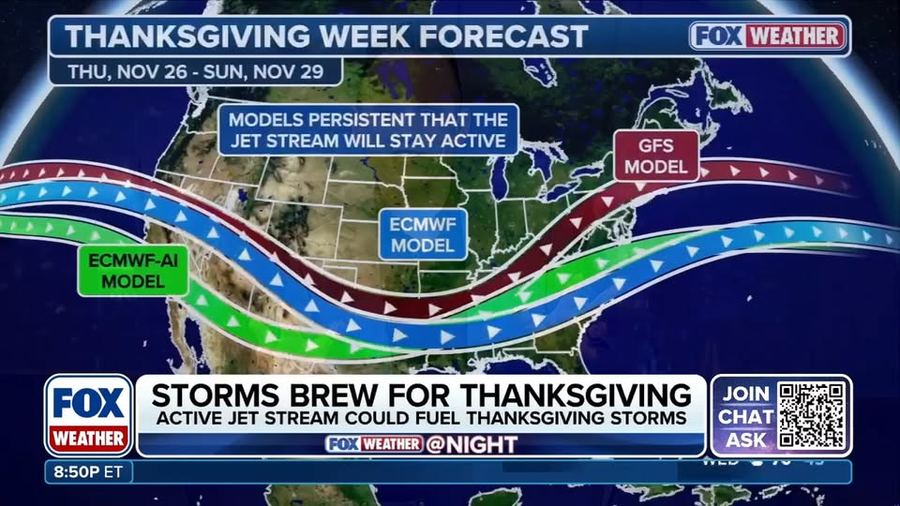 THANKSGIVING WEEK FORECAST
FOX WEATHER
THU, NOV 26 - SUN, NOV 29
MODELS PERSISTENT THAT THE
JET STREAM WILL STAY ACTIVE
GFS
MODEL
ECMWF
MODEL
ECMWF-AI
MODEL
FOX
WEATHER
STORMS BREW FOR THANKSGIVING
ACTIVE JET STREAM COULD FUEL THANKSGIVING STORMS
FOX WEATHER @NIGHT
JOIN
CHAT
ASK
8:50P ET